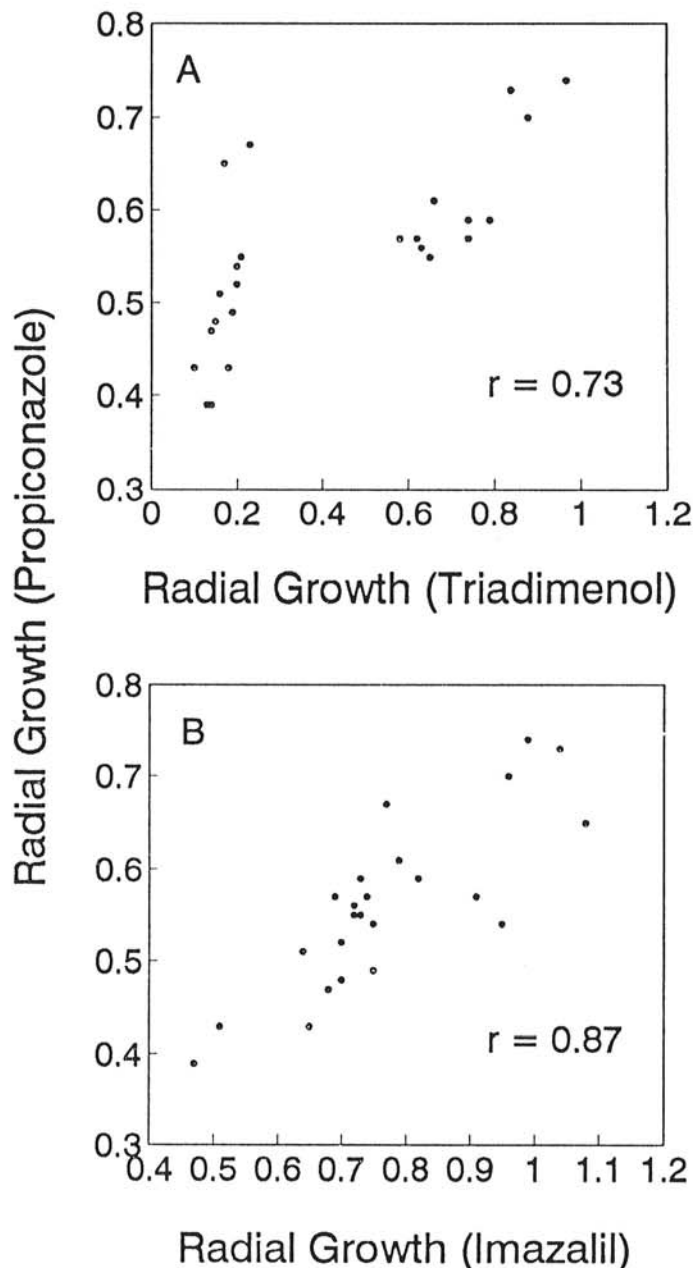 Radial Growth (Propiconazole)
0.8
0.7
0.6
0.5
0.4
0.3
A
r = 0.73
0 0.2 0.4 0.6 0.8 1 1.2
Radial Growth (Triadimenol)
0.8
0.7
0.6
0.5
0.4
0.3
B
r = 0.87
0.4 0.5 0.6 0.7 0.8 0.9 1 1.1 1.2
Radial Growth (Imazalil)